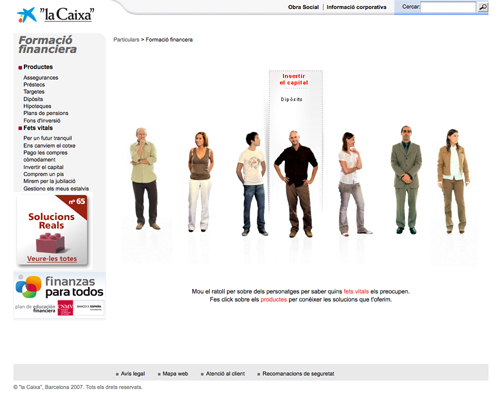 "la Caixa"
Obra Social | Informació corporativa
Cercar:
Formació
financiera
Particulars > Formació financera
Productes
Assegurances
Préstecs
Targetes
Dipòsits
Hipoteques
Plans de pensions
Fons d'inversió
Fets vitals
Per un futur tranquil
Ens canviem el cotxe
Pago les compres
còmodament
Invertir el capital
Comprem un pis
Mirem per la jubilació
Gestiono els meus estalvis
Invertir
el capital
Dipòsits
nº 65
Solucions
Reals
Veure-les totes
finanzas
para todos
plan de educación
financiera
CNMV
Mou el ratolí per sobre dels personatges per saber quins fets vitals els preocupen.
Fes click sobre els productes per conèixer les solucions que t'oferim.
Avís legal
Mapa web
Atenció al client
Recomanacions de seguretat
© "la Caixa", Barcelona 2007. Tots els drets reservats.